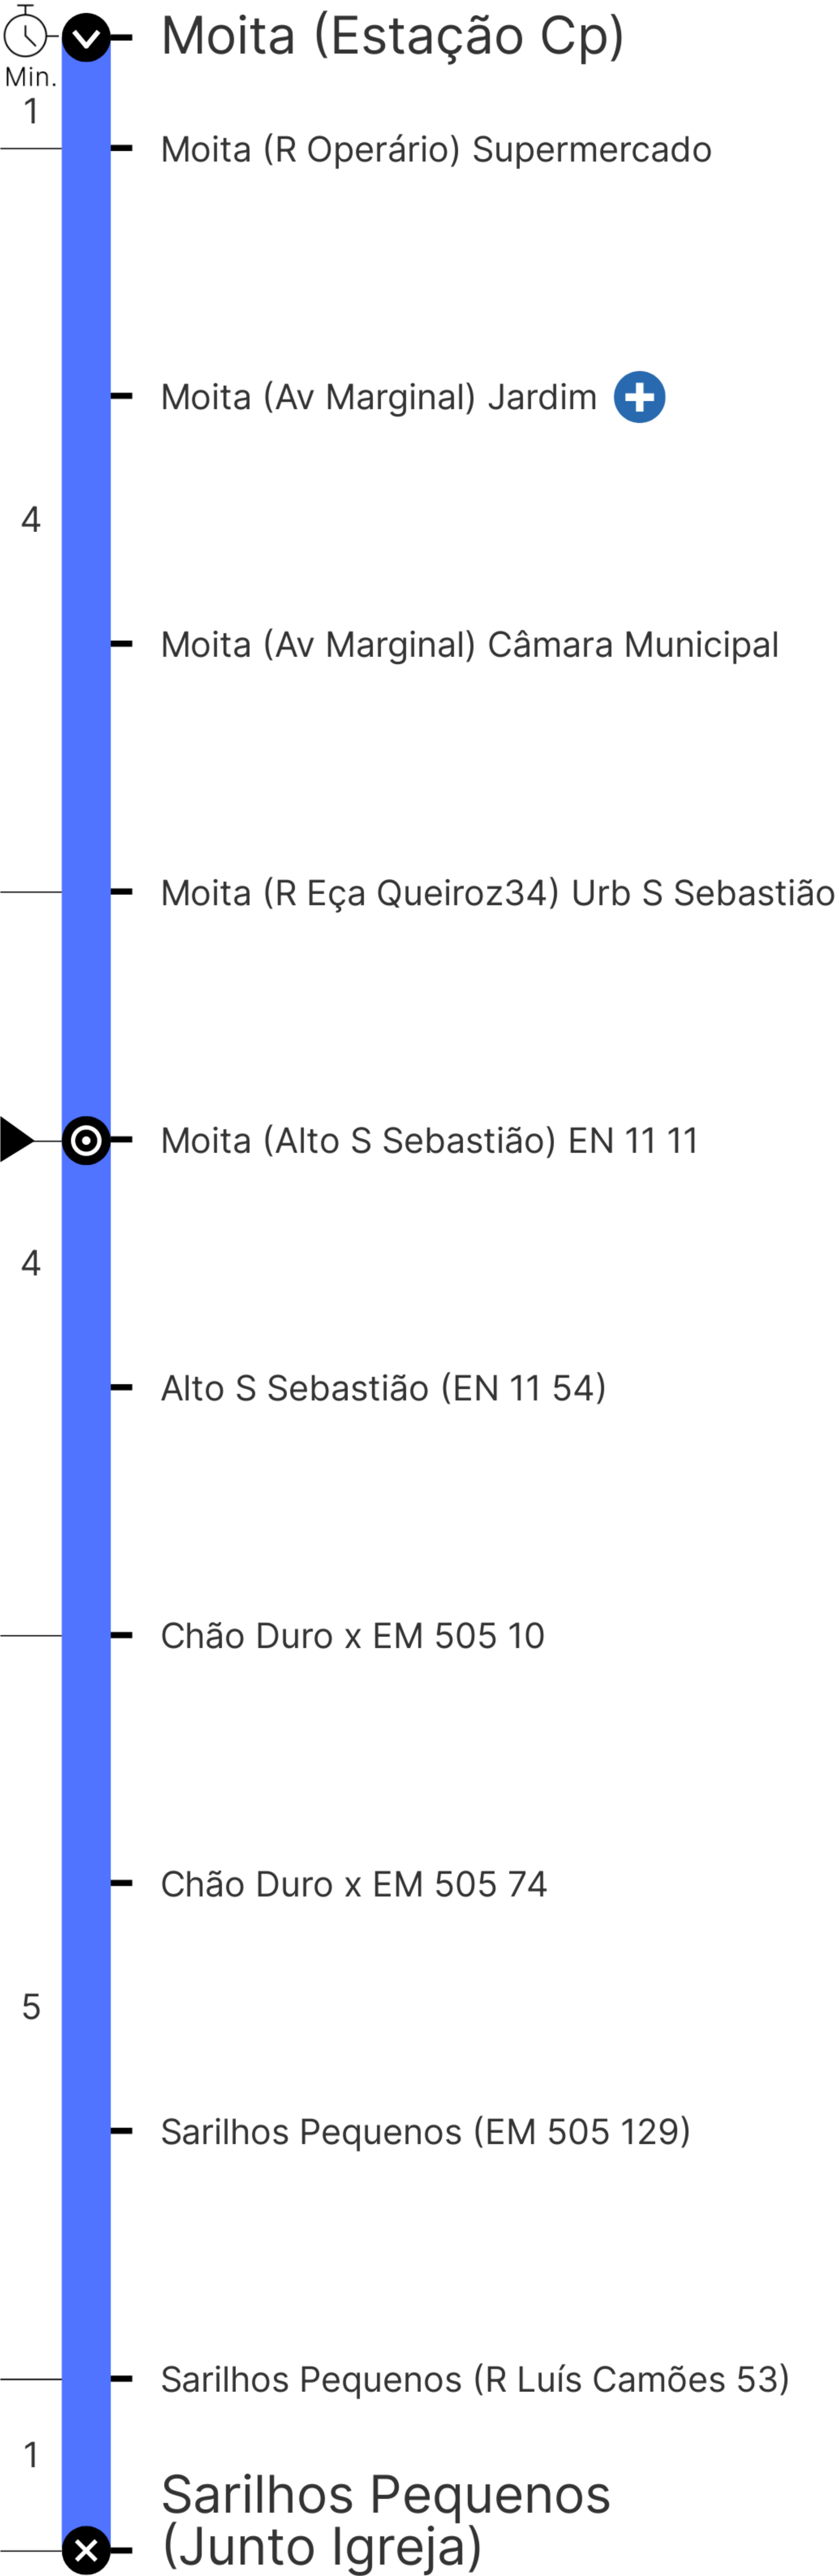 Moita (Estação Cp)
Min.
1
Moita (R Operário) Supermercado
Moita (Av Marginal) Jardim
4
Moita (Av Marginal) Câmara Municipal
Moita (R Eça Queiroz34) Urb S Sebastião
Moita (Alto S Sebastião) EN 11 11
4
Alto S Sebastião (EN 11 54)
Chão Duro x EM 505 10
Chão Duro x EM 505 74
5
Sarilhos Pequenos (EM 505 129)
Sarilhos Pequenos (R Luís Camões 53)
1
Sarilhos Pequenos
(Junto Igreja)